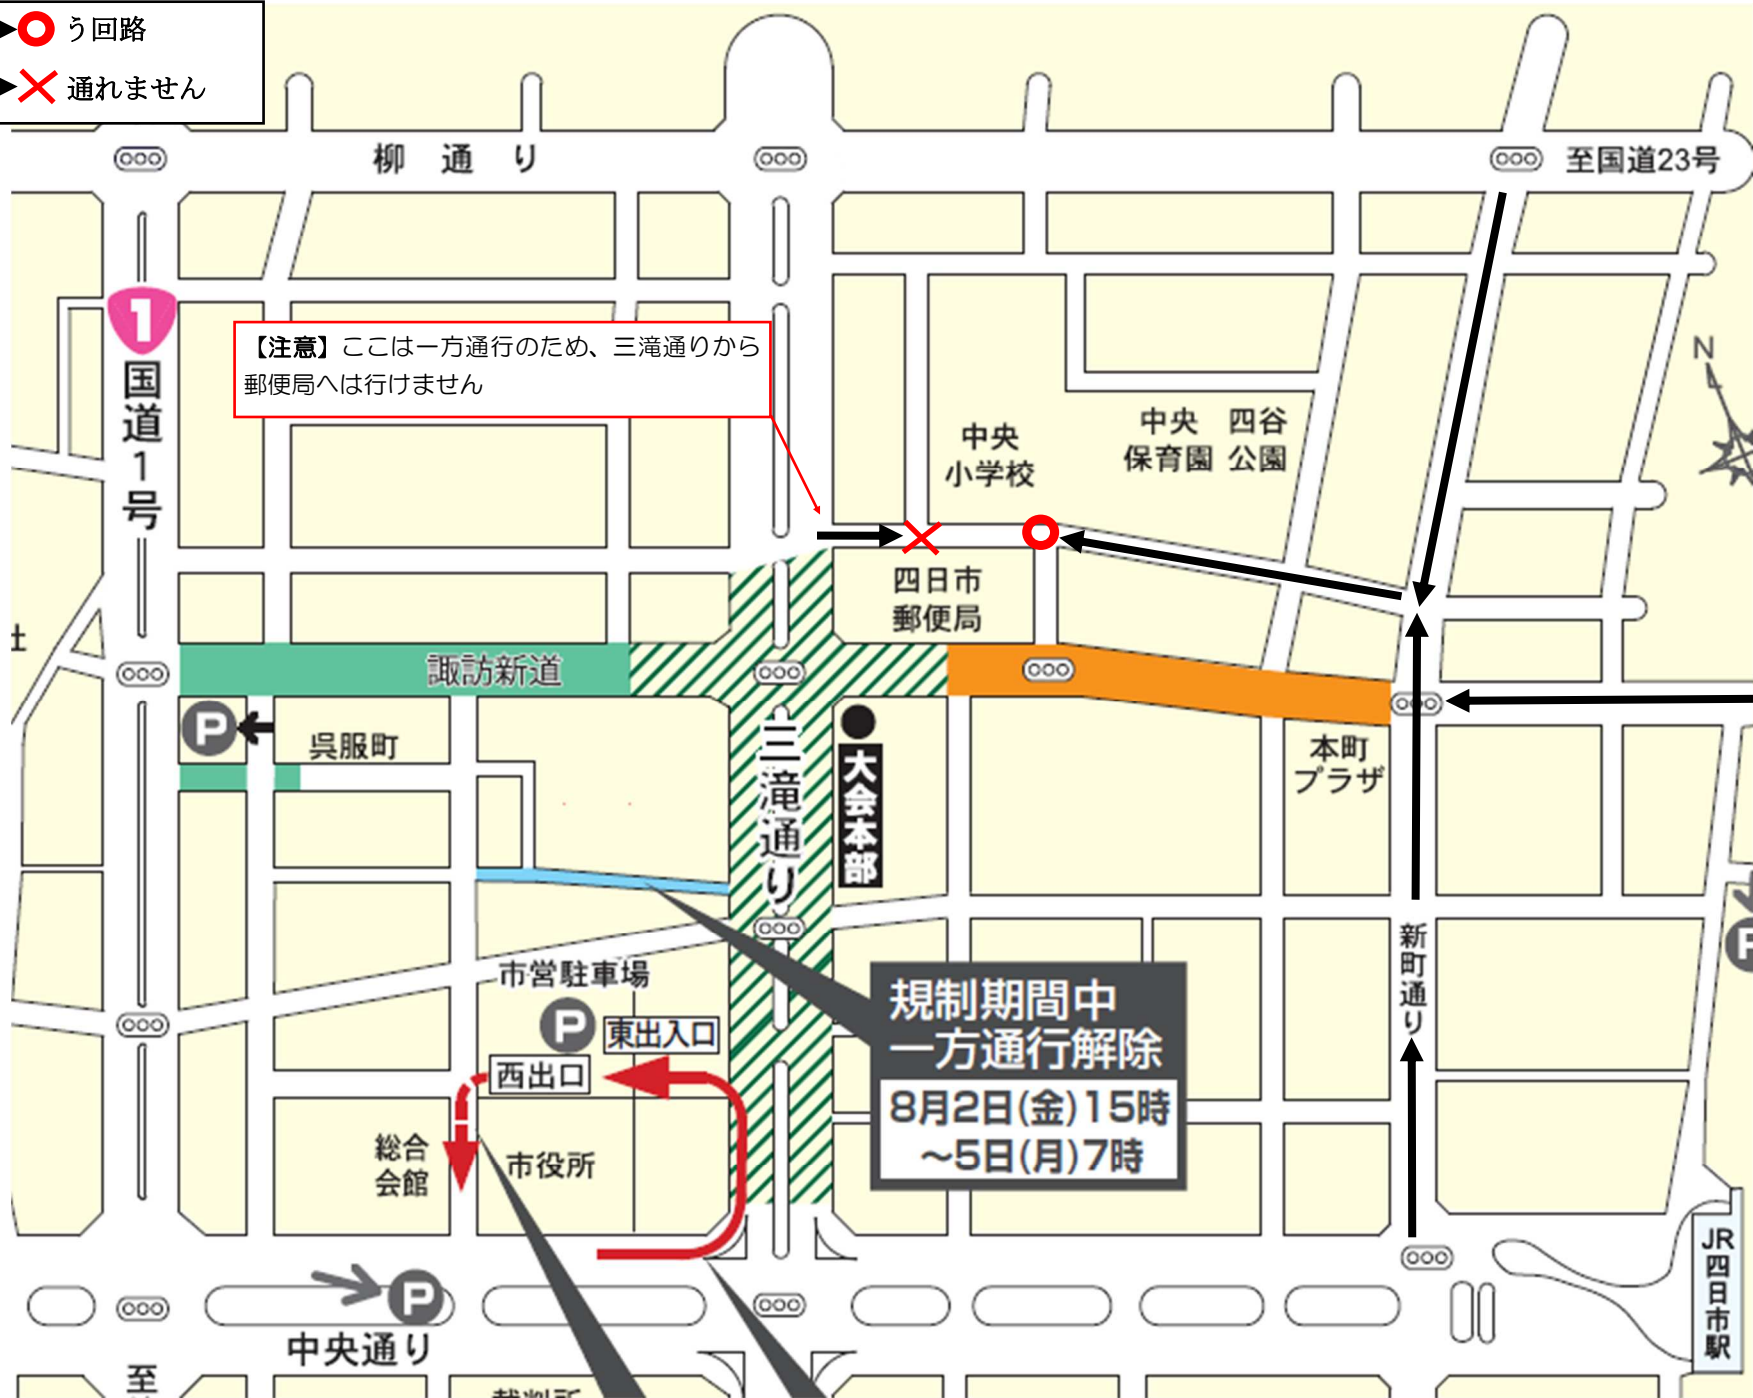 う回路
通れません
柳 通 り
至国道23号
1
国道1号
【注意】ここは一方通行のため、三滝通りから
郵便局へは行けません
N
中央
小学校
中央
保育園
四谷
公園
四日市
郵便局
諏訪新道
P
呉服町
三滝通り
大会本部
本町
プラザ
新町通り
P
市営駐車場
P
東出入口
西出口
規制期間中
一方通行解除
8月2日(金)15時
～5日(月)7時
総合
会館
市役所
P
中央通り
JR四日市駅
至